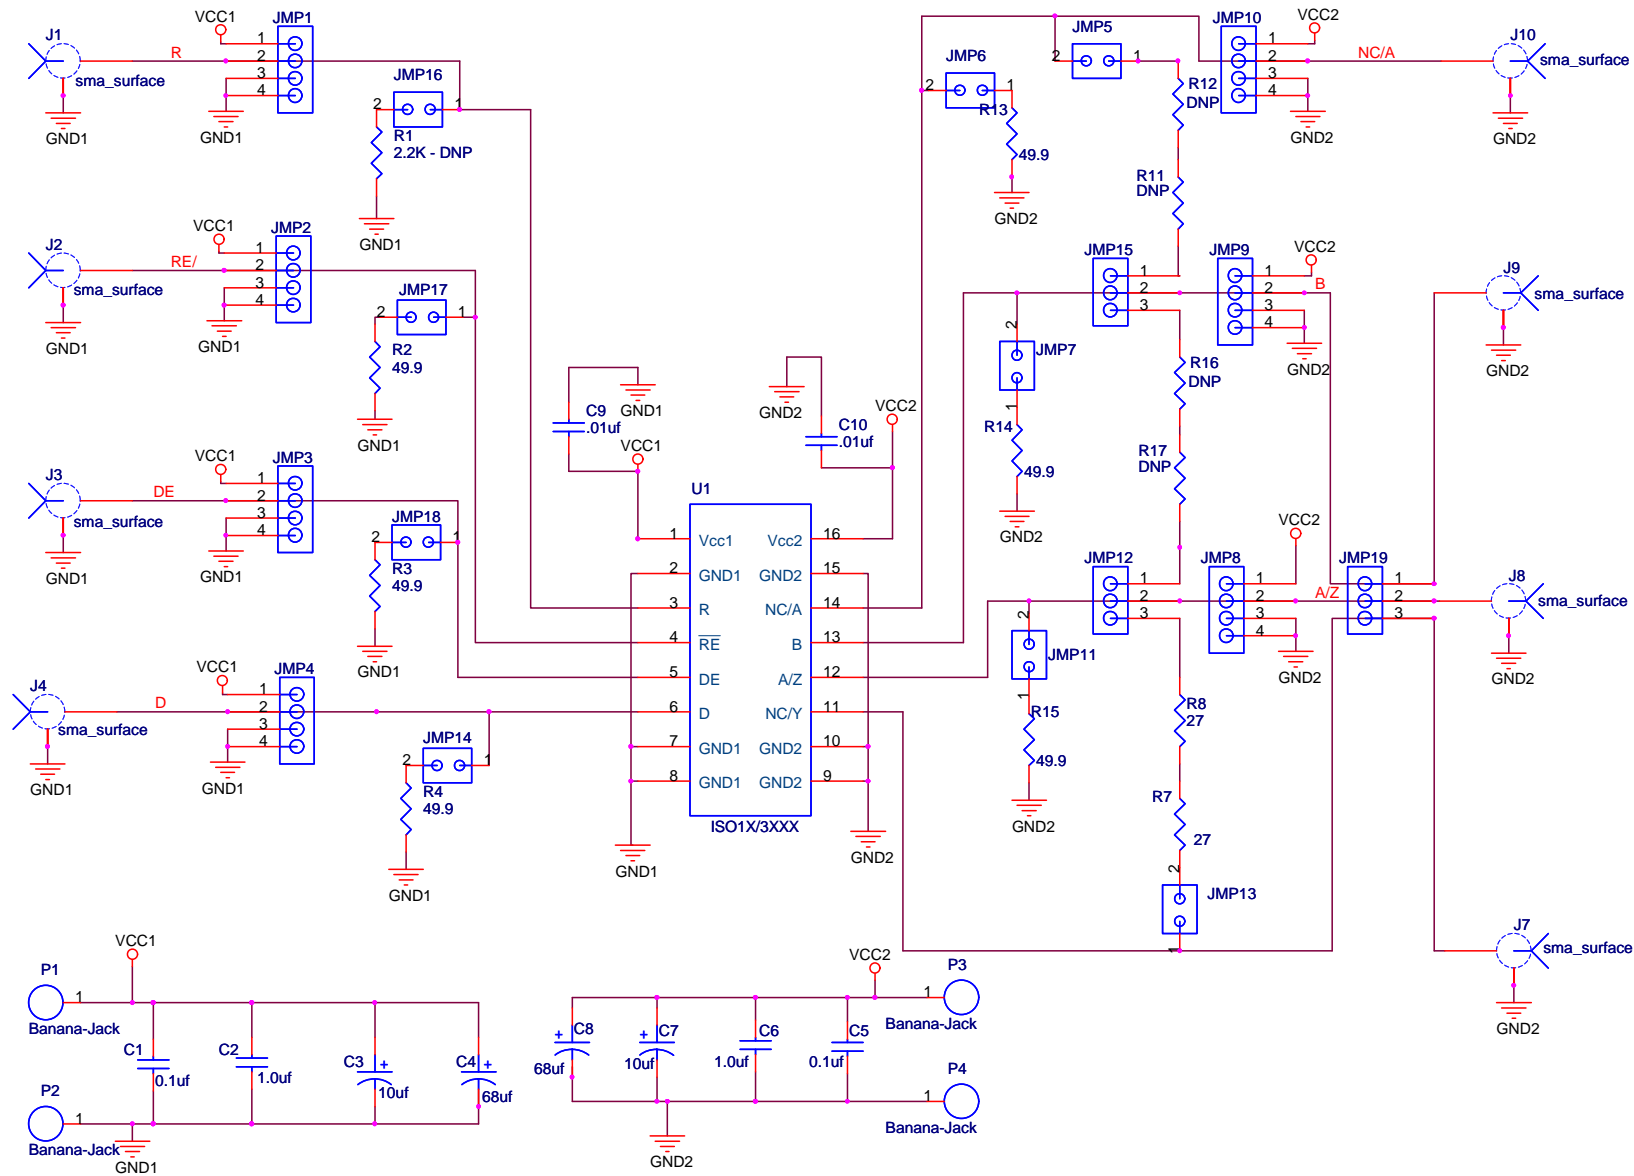 J1
R
sma_surface
GND1
VCC1
JMP1
1
2
3
4
GND1
JMP16
2
1
R1
2.2K - DNP
GND1
J2
RE/
sma_surface
GND1
VCC1
JMP2
1
2
3
4
GND1
JMP17
2
1
R2
49.9
GND1
J3
DE
sma_surface
GND1
VCC1
JMP3
1
2
3
4
GND1
JMP18
2
1
R3
49.9
GND1
J4
D
sma_surface
GND1
VCC1
JMP4
1
2
3
4
GND1
JMP14
2
1
R4
49.9
GND1
C9
.01uf
GND1
VCC1
GND2
C10
.01uf
VCC2
U1
1 Vcc1 Vcc2 16
2 GND1 GND2 15
3 R NC/A 14
4 RE B 13
5 DE A/Z 12
6 D NC/Y 11
7 GND1 GND2 10
8 GND1 GND2 9
ISO1X/3XXX
GND1
GND2
JMP6
2
1
R13
49.9
GND2
JMP5
2
1
R12
DNP
R11
DNP
JMP10
VCC2
1
2
3
4
GND2
NC/A
J10
sma_surface
GND2
JMP15
1
2
3
JMP9
VCC2
1
2
3
4
B
GND2
J9
sma_surface
GND2
2
JMP7
1
R14
49.9
GND2
R16
DNP
R17
DNP
JMP12
1
2
3
JMP8
VCC2
1
2
3
4
A/Z
GND2
JMP19
1
2
3
J8
sma_surface
GND2
2
JMP11
1
R15
49.9
GND2
R8
27
R7
27
2
JMP13
1
J7
sma_surface
GND2
P1
1
Banana-Jack
VCC1
C1
0.1uf
C2
1.0uf
C3
+
10uf
C4
+
68uf
P2
1
Banana-Jack
GND1
VCC2
P3
1
Banana-Jack
+
C8
68uf
+
C7
10uf
C6
1.0uf
C5
0.1uf
P4
1
Banana-Jack
GND2